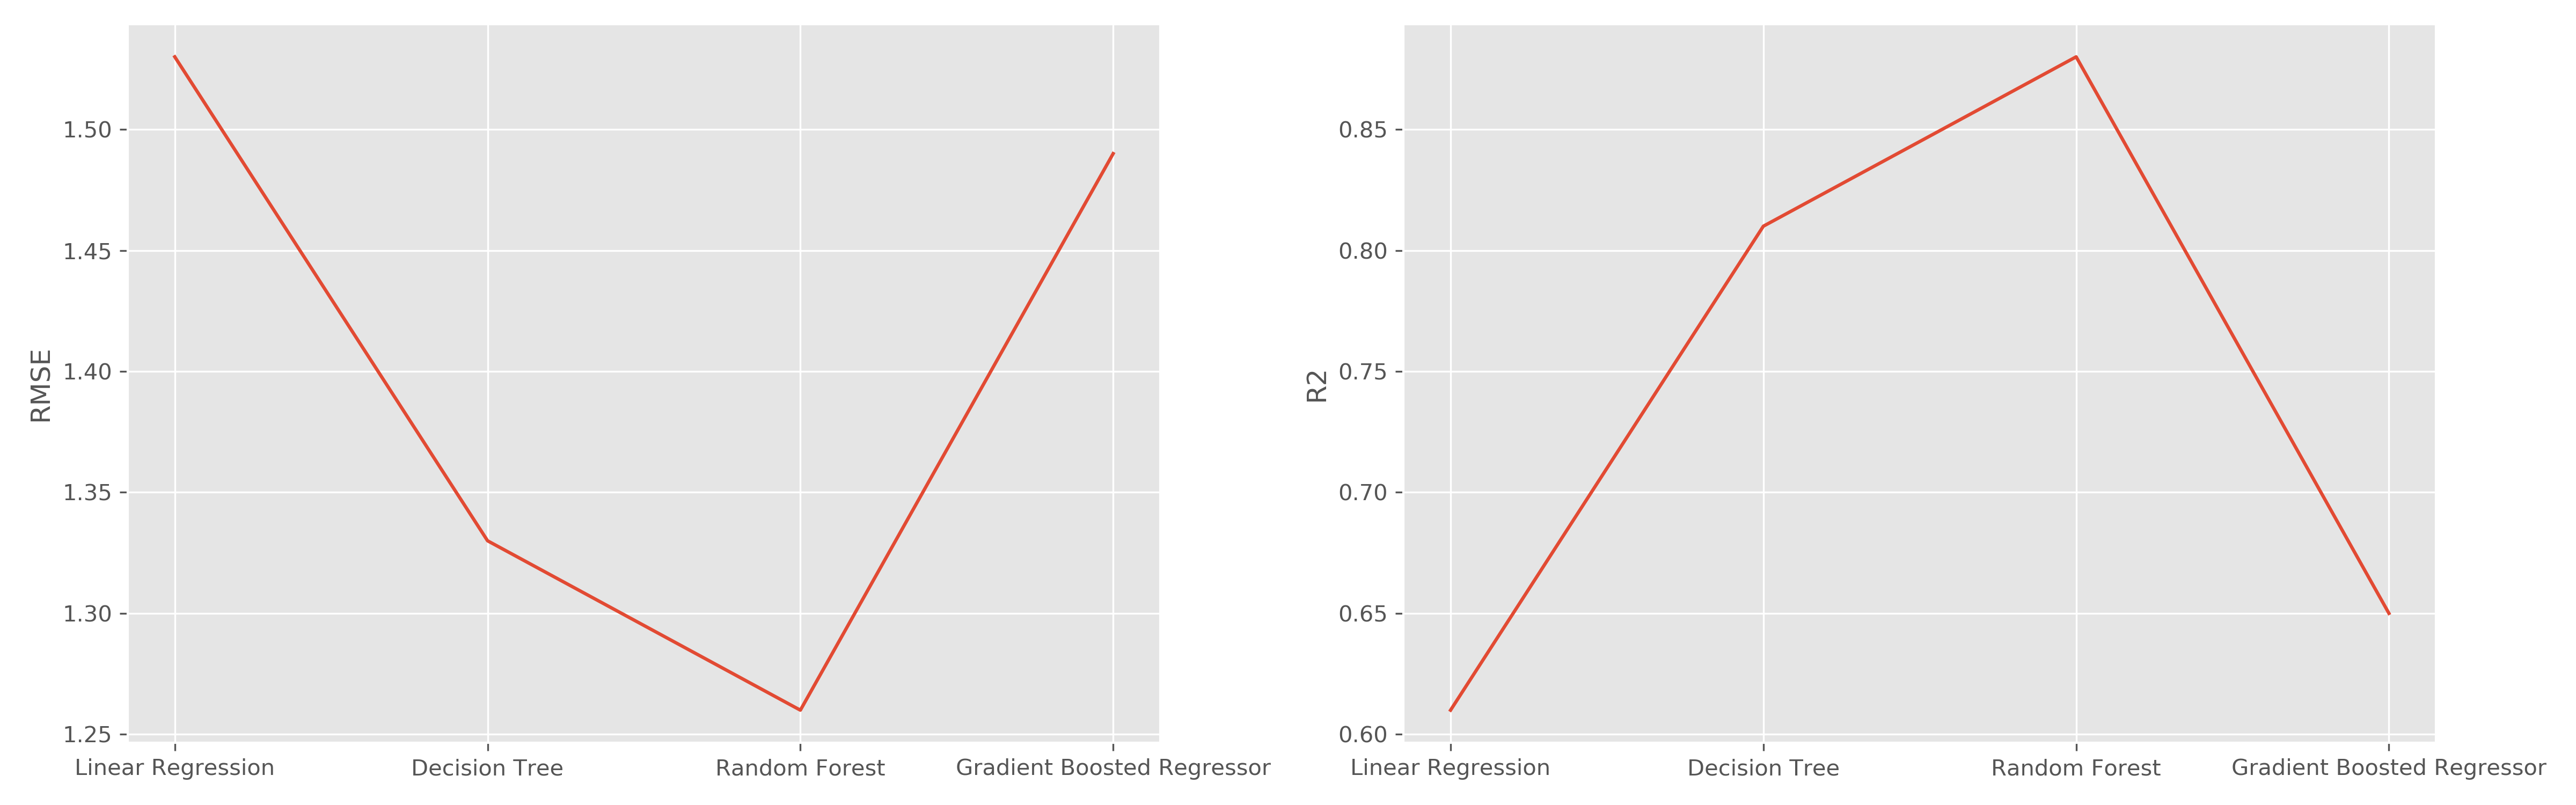 RMSE
1.50
1.45
1.40
1.35
1.30
1.25
Linear Regression
Decision Tree
Random Forest
Gradient Boosted Regressor
R2
0.85
0.80
0.75
0.70
0.65
0.60
Linear Regression
Decision Tree
Random Forest
Gradient Boosted Regressor